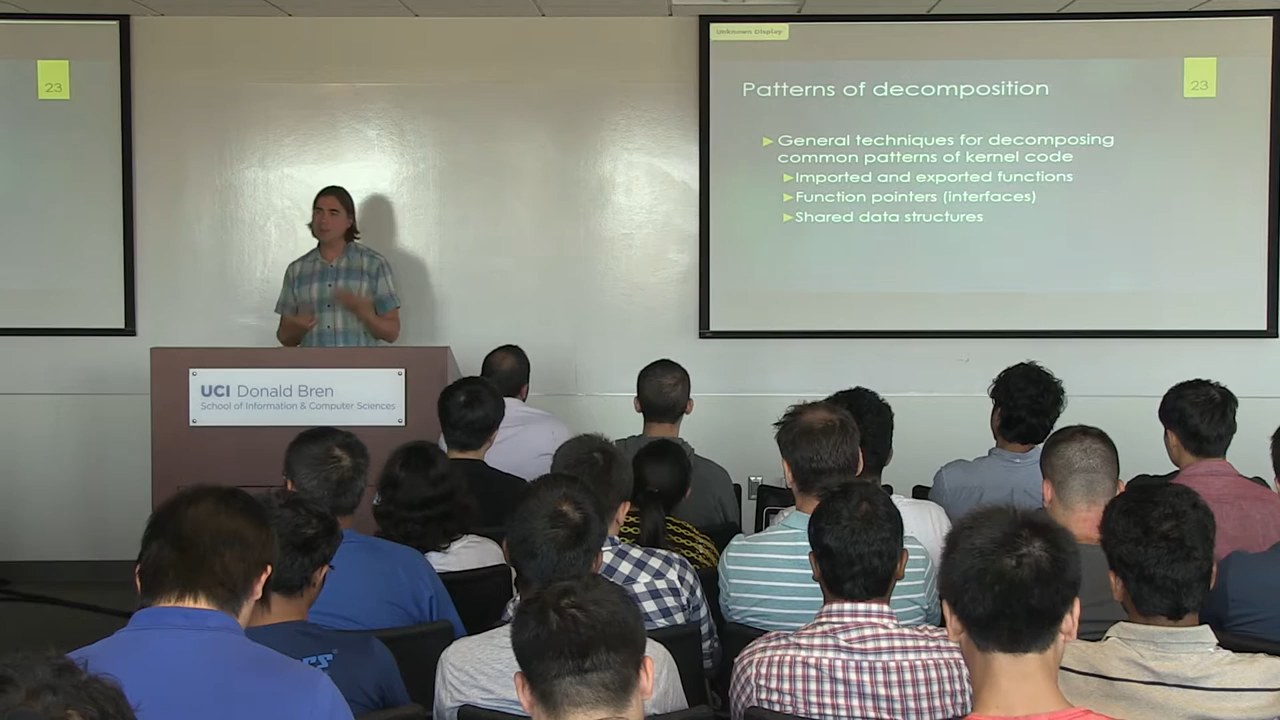 23
Unknown Display
Patterns of decomposition
23
►General techniques for decomposing
common patterns of kernel code
►Imported and exported functions
►Function pointers (interfaces)
►Shared data structures
UCI Donald Bren
School of Information & Computer Sciences